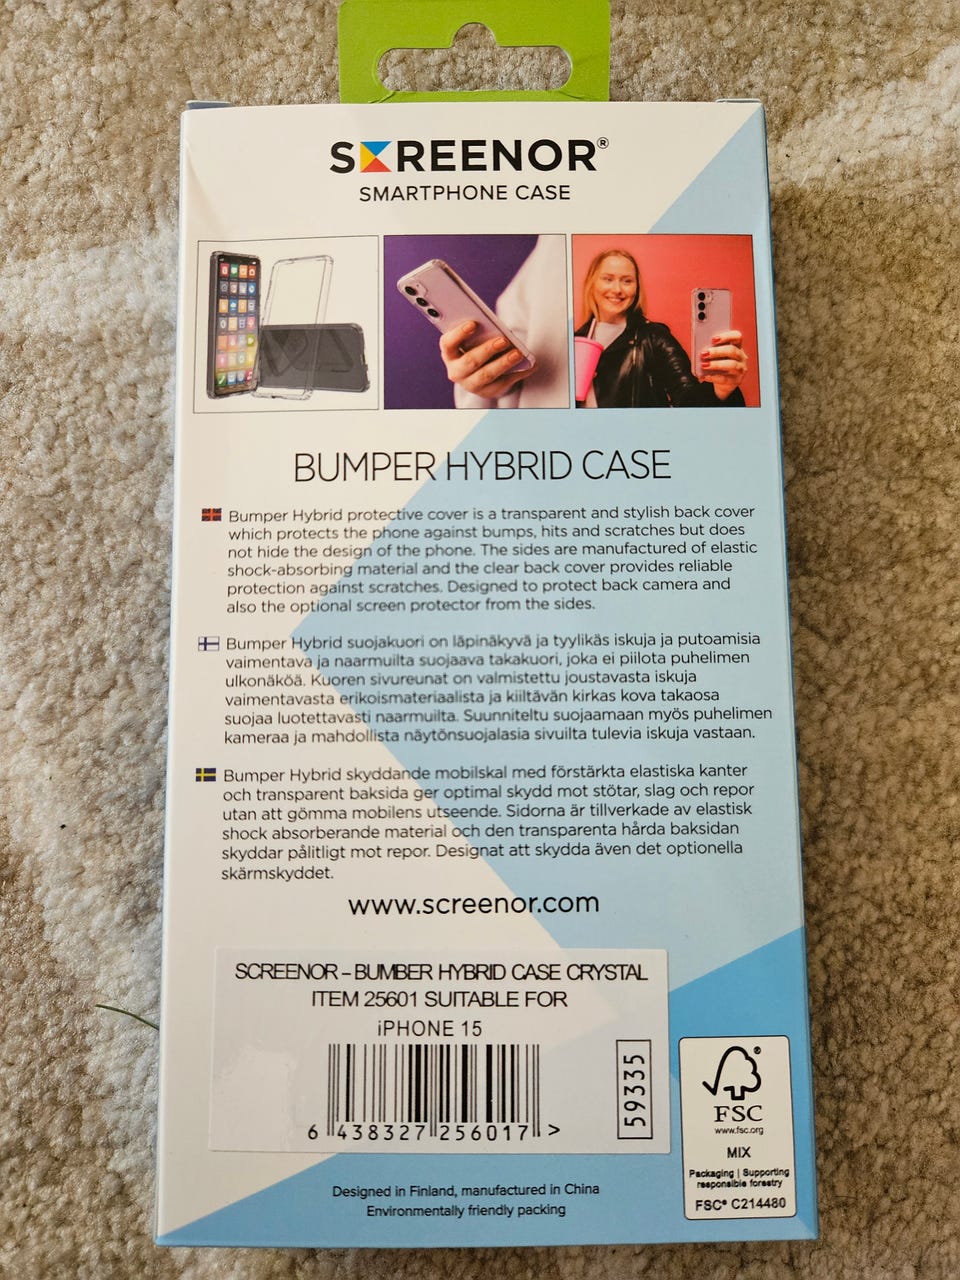 SCREENOR®
SMARTPHONE CASE
BUMPER HYBRID CASE
Bumper Hybrid protective cover is a transparent and stylish back cover
which protects the phone against bumps, hits and scratches but does
not hide the design of the phone. The sides are manufactured of elastic
shock-absorbing material and the clear back cover provides reliable
protection against scratches. Designed to protect back camera and
also the optional screen protector from the sides.
Bumper Hybrid suojakuori on läpinäkyvä ja tyylikäs iskuja ja putoamisia
vaimentava ja naarmuilta suojaava takakuori, joka ei piilota puhelimen
ulkonäköä. Kuoren sivureunat on valmistettu joustavasta iskuja
vaimentavasta erikoismateriaalista ja kiiltävän kirkas kova takaosa
suojaa luotettavasti naarmuilta. Suunniteltu suojaamaan myös puhelimen
kameraa ja mahdollista näytönsuojalasia sivuilta tulevia iskuja vastaan.
Bumper Hybrid skyddande mobilskal med förstärkta elastiska kanter
och transparent baksida ger optimal skydd mot stötar, slag och repor
utan att gömma mobilens utseende. Sidorna är tillverkade av elastisk
shock absorberande material och den transparenta hårda baksidan
skyddar pålitligt mot repor. Designat att skydda även det optionella
skärmskyddet.
www.screenor.com
SCREENOR – BUMBER HYBRID CASE CRYSTAL
ITEM 25601 SUITABLE FOR
iPHONE 15
6 438327 256017 >
59335
FSC
www.fsc.org
MIX
Packaging | Supporting
responsible forestry
FSC® C214480
Designed in Finland, manufactured in China
Environmentally friendly packing